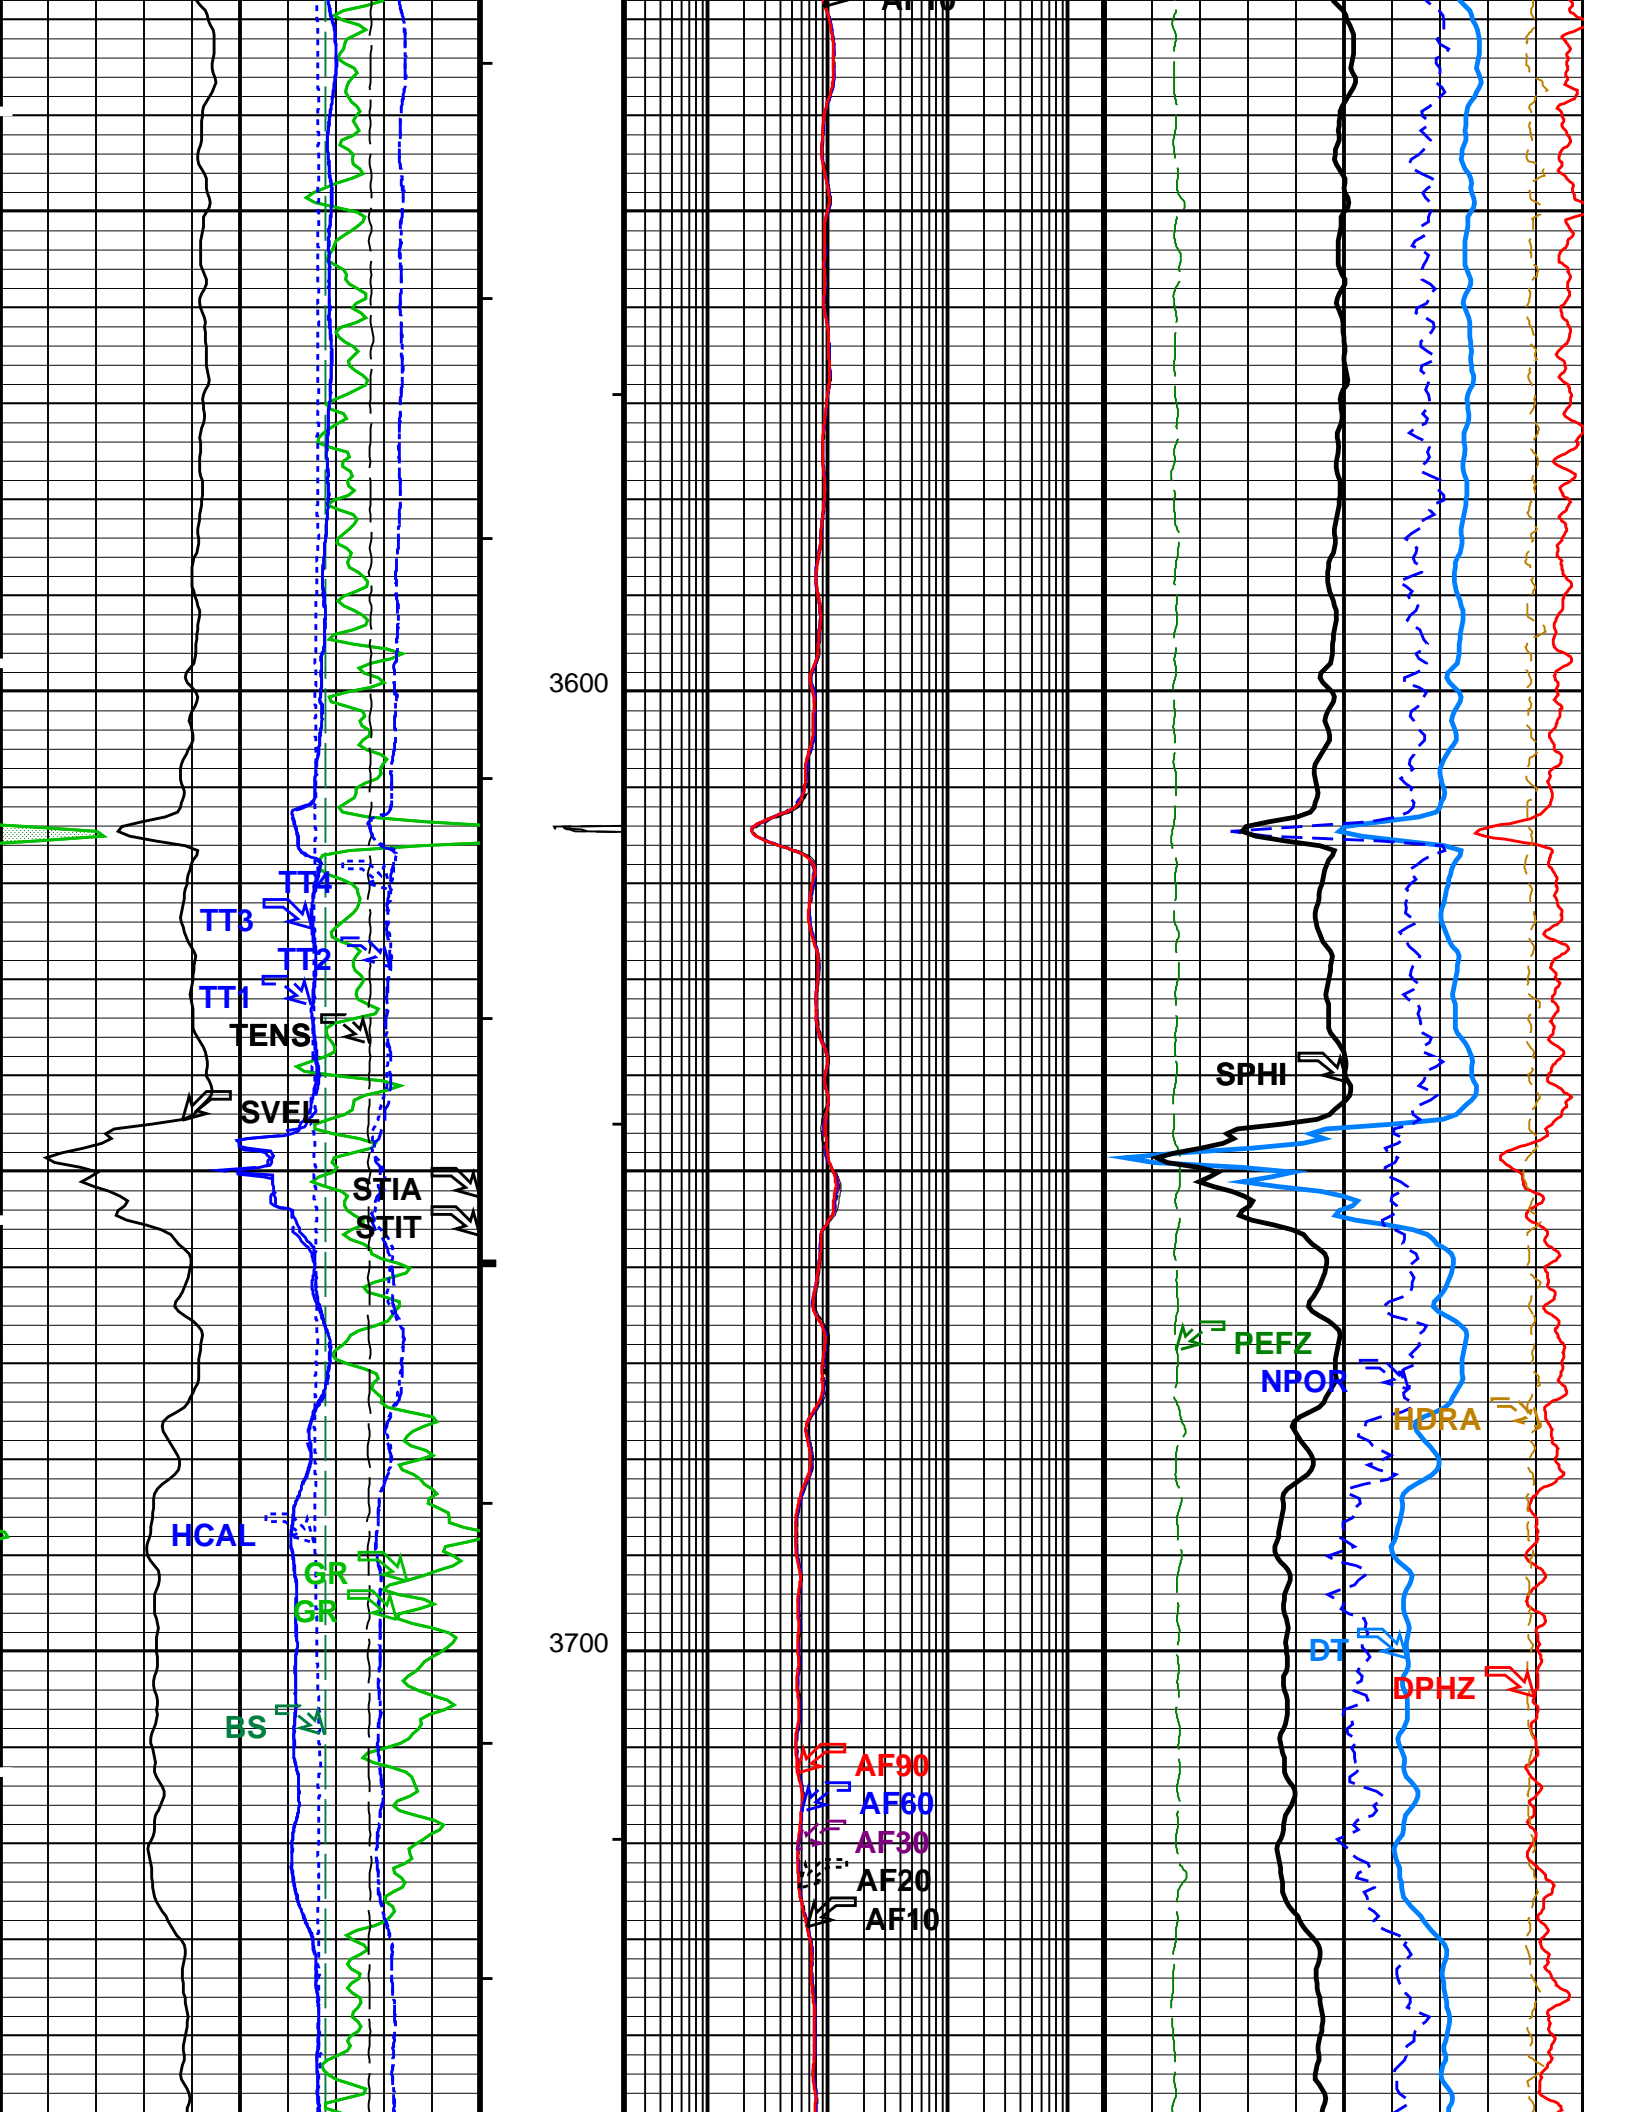 AF10
3600
TT4
TT3
TT2
TT1
TENS
SPHI
SVEL
STIA
STIT
PEFZ
NPOR
HDRA
HCAL
GR
GR
3700
DT
DPHZ
BS
AF90
AF60
AF30
AF20
AF10